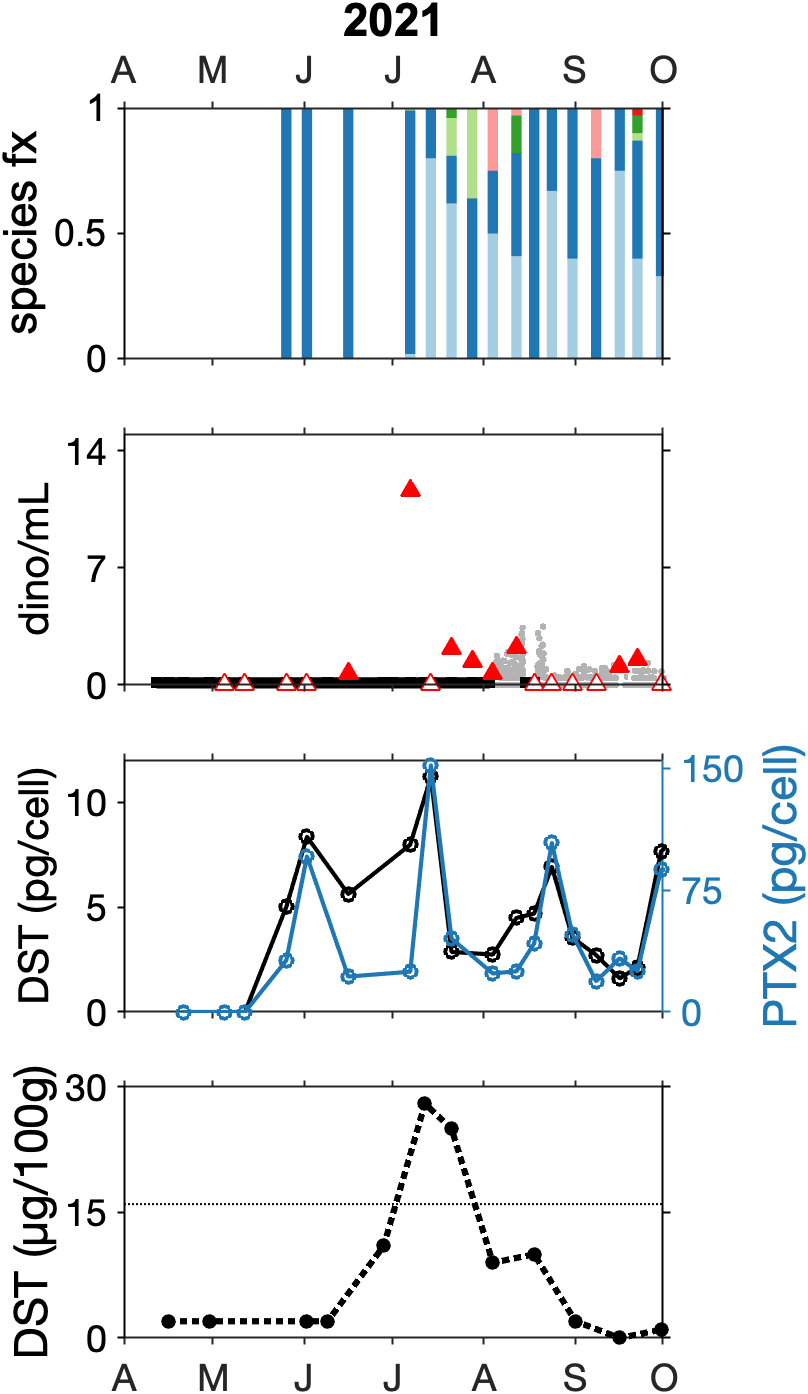 2021
A M J J A S O
species fx
1
0.5
0
dino/mL
14
7
0
DST (pg/cell)
10
5
0
150
75
0
PTX2 (pg/cell)
DST (µg/100g)
30
15
0
A M J J A S O